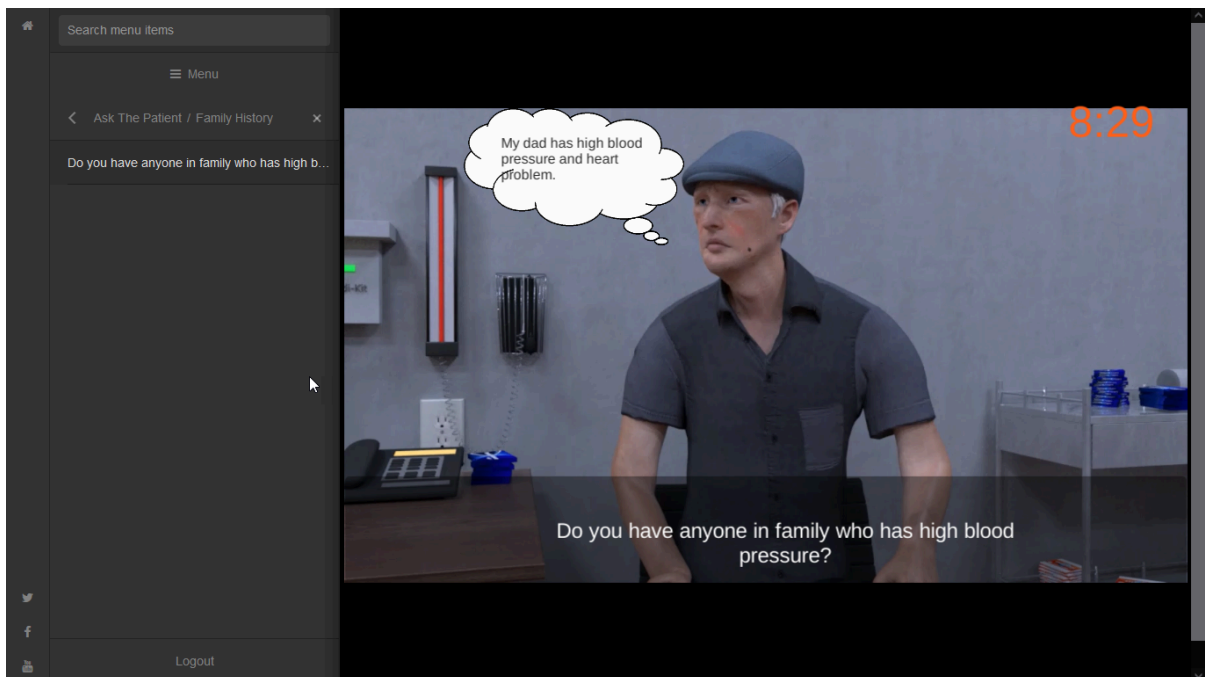 Search menu items
Menu
Ask The Patient / Family History
Do you have anyone in family who has high b...
Logout
My dad has high blood
pressure and heart
problem.
8:29
Do you have anyone in family who has high blood
pressure?